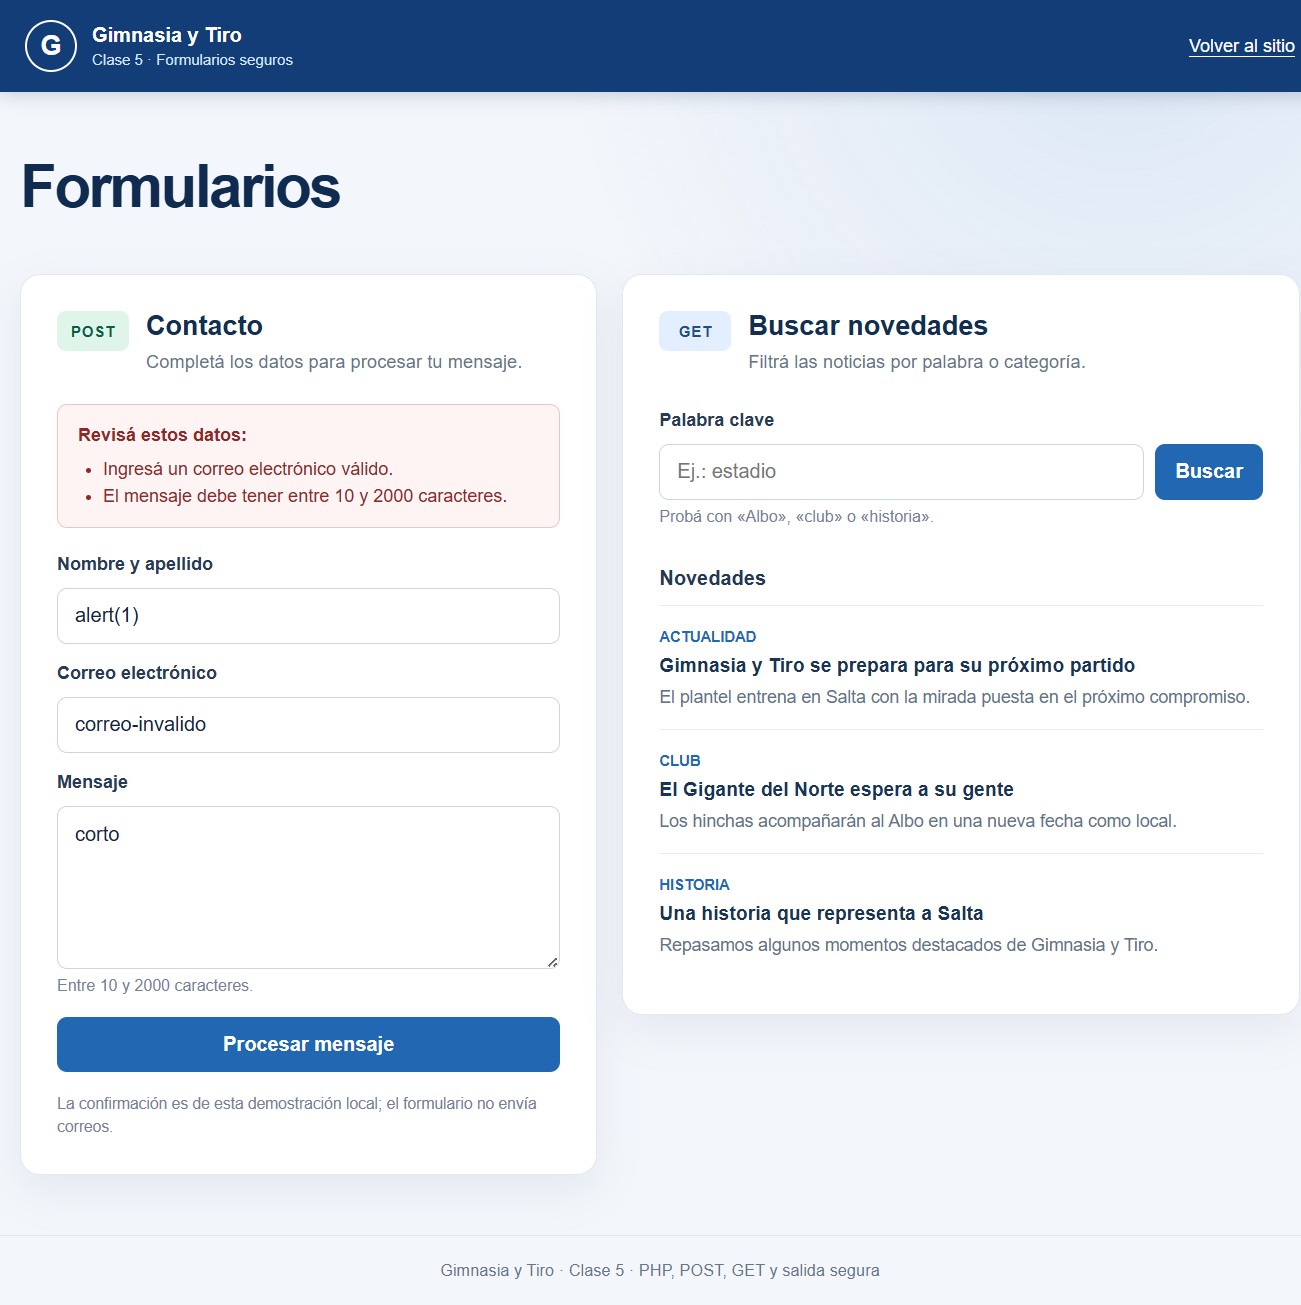 G
Gimnasia y Tiro
Clase 5 · Formularios seguros
Volver al sitio
Formularios
POST
Contacto
Completá los datos para procesar tu mensaje.
Revisá estos datos:
• Ingresá un correo electrónico válido.
• El mensaje debe tener entre 10 y 2000 caracteres.
Nombre y apellido
alert(1)
Correo electrónico
correo-invalido
Mensaje
corto
Entre 10 y 2000 caracteres.
Procesar mensaje
La confirmación es de esta demostración local; el formulario no envía
correos.
GET
Buscar novedades
Filtrá las noticias por palabra o categoría.
Palabra clave
Ej.: estadio
Buscar
Probá con «Albo», «club» o «historia».
Novedades
ACTUALIDAD
Gimnasia y Tiro se prepara para su próximo partido
El plantel entrena en Salta con la mirada puesta en el próximo compromiso.
CLUB
El Gigante del Norte espera a su gente
Los hinchas acompañarán al Albo en una nueva fecha como local.
HISTORIA
Una historia que representa a Salta
Repasamos algunos momentos destacados de Gimnasia y Tiro.
Gimnasia y Tiro · Clase 5 · PHP, POST, GET y salida segura